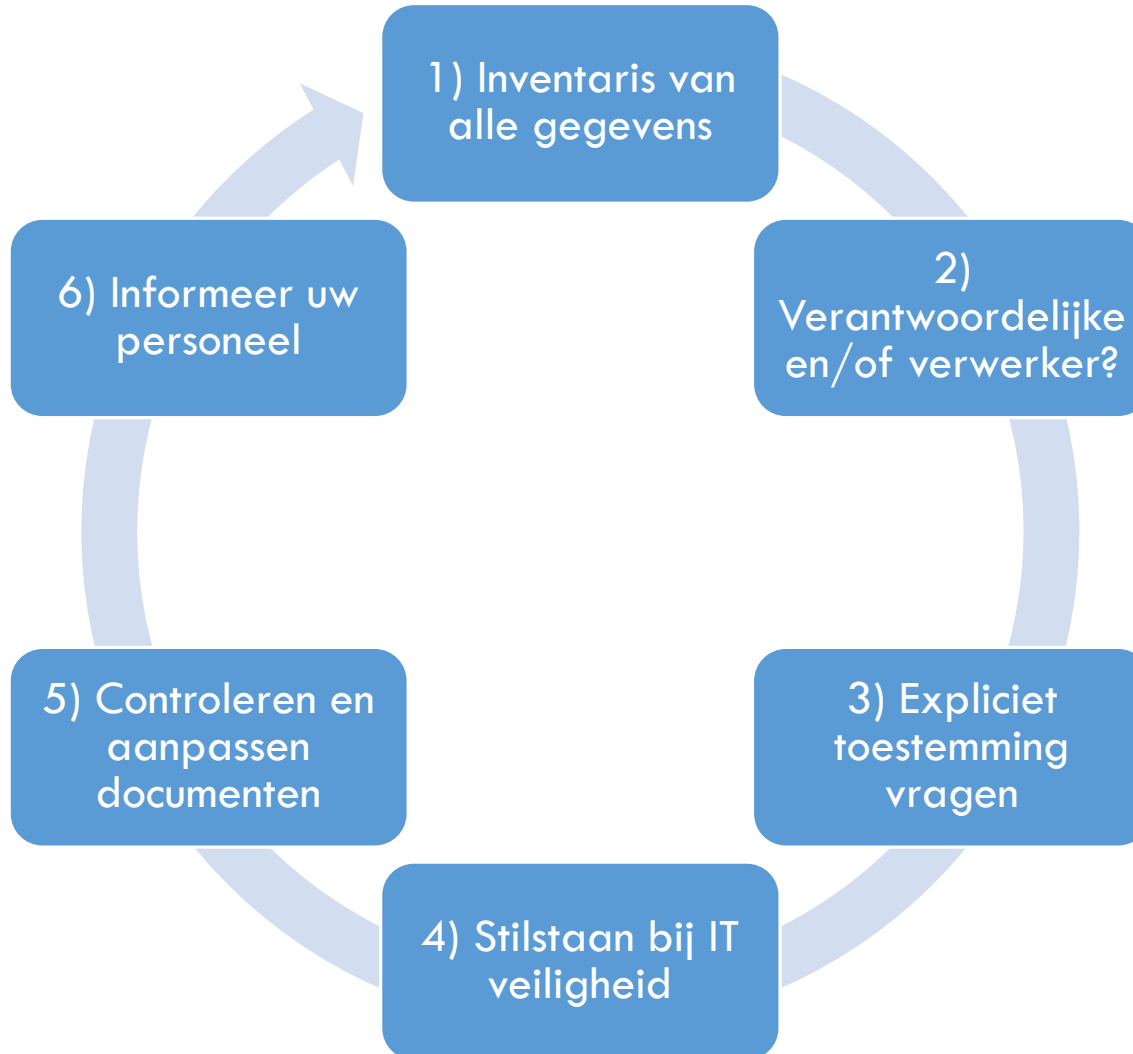 1) Inventaris van
alle gegevens
2)
Verantwoordelijke
en/of verwerker?
3) Expliciet
toestemming
vragen
4) Stilstaan bij IT
veiligheid
5) Controleren en
aanpassen
documenten
6) Informeer uw
personeel